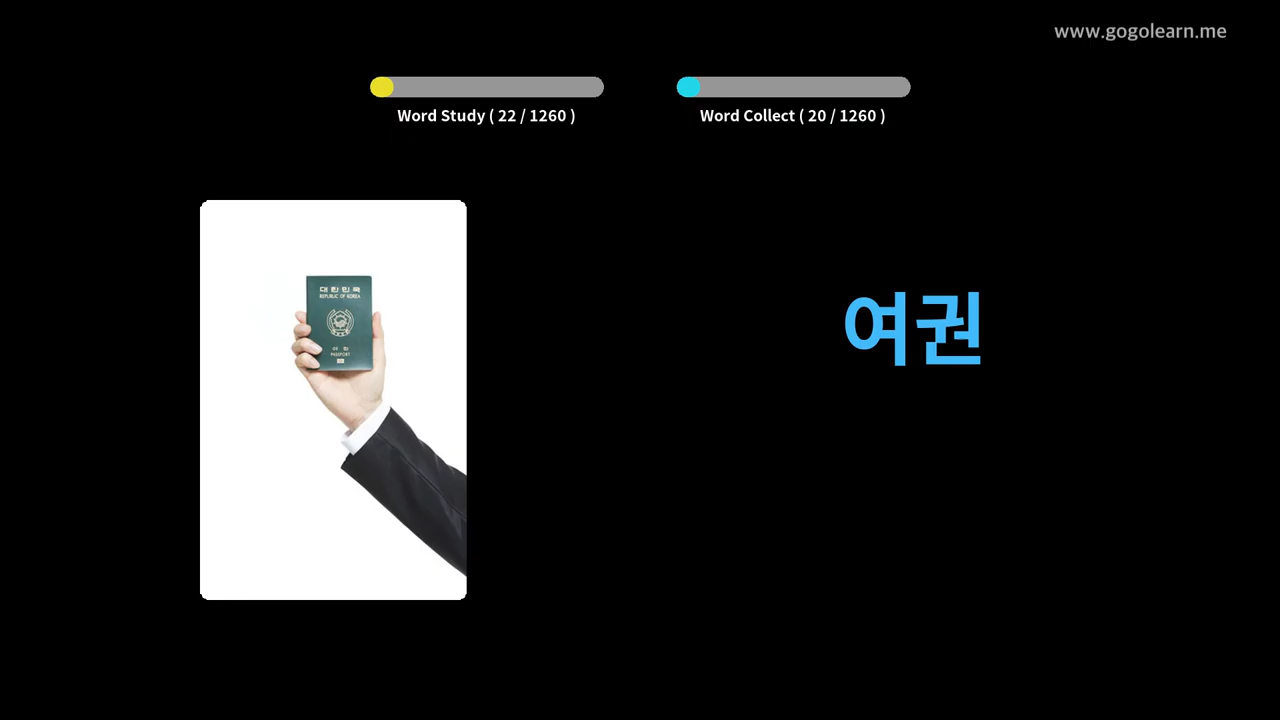 www.gogolearn.me
Word Study ( 22 / 1260 )
Word Collect ( 20 / 1260 )
대한민국
REPUBLIC OF KOREA
여권
PASSPORT
여권